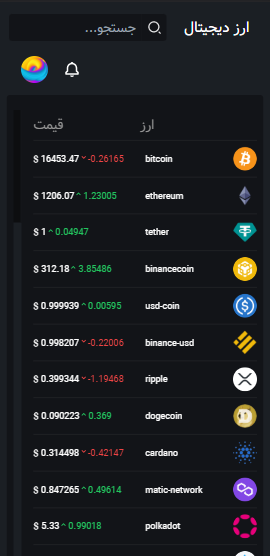 ارز دیجیتال
جستجو...
ارز قیمت
bitcoin $ 16453.47 -0.26165
ethereum $ 1206.07 1.23005
tether $ 1 0.04947
binancecoin $ 312.18 3.85486
usd-coin $ 0.999939 0.00595
binance-usd $ 0.998207 -0.22006
ripple $ 0.399344 -1.19468
dogecoin $ 0.090223 0.369
cardano $ 0.314498 -0.42147
matic-network $ 0.847265 0.49614
polkadot $ 5.33 0.99018